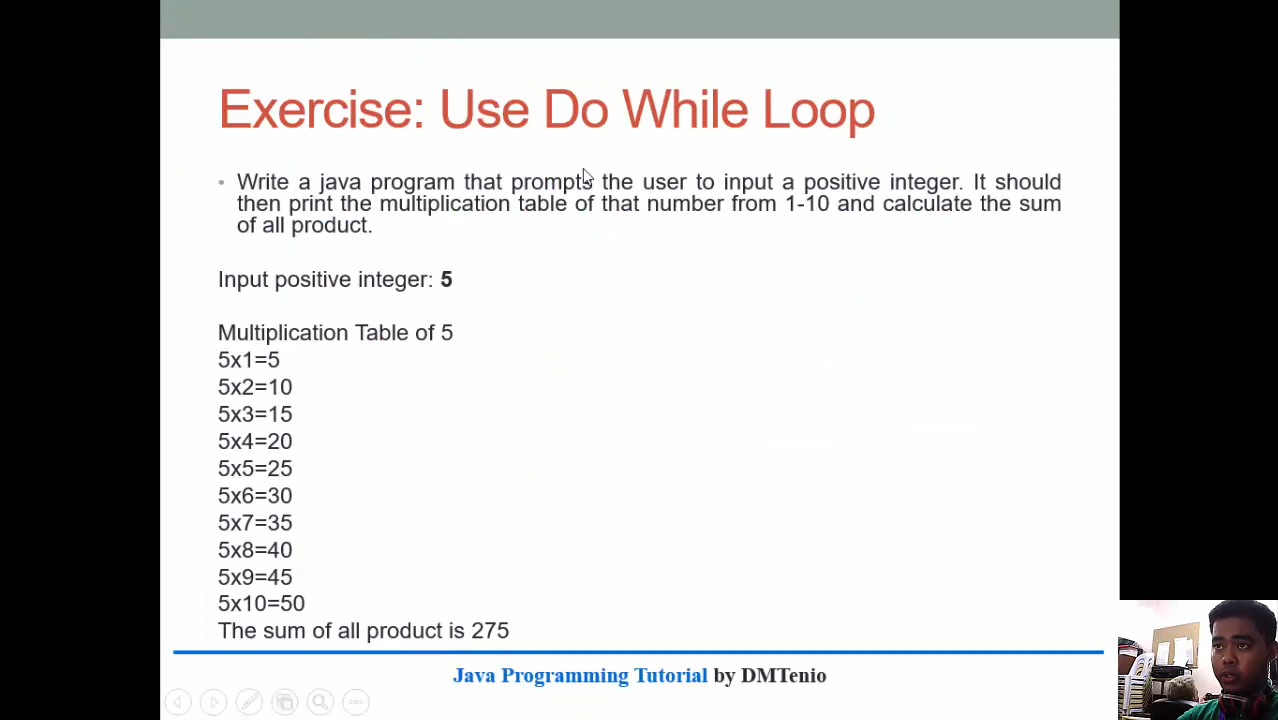 Exercise: Use Do While Loop
• Write a java program that prompts the user to input a positive integer. It should
then print the multiplication table of that number from 1-10 and calculate the sum
of all product.
Input positive integer: 5
Multiplication Table of 5
5x1=5
5x2=10
5x3=15
5x4=20
5x5=25
5x6=30
5x7=35
5x8=40
5x9=45
5x10=50
The sum of all product is 275
Java Programming Tutorial by DMTenio